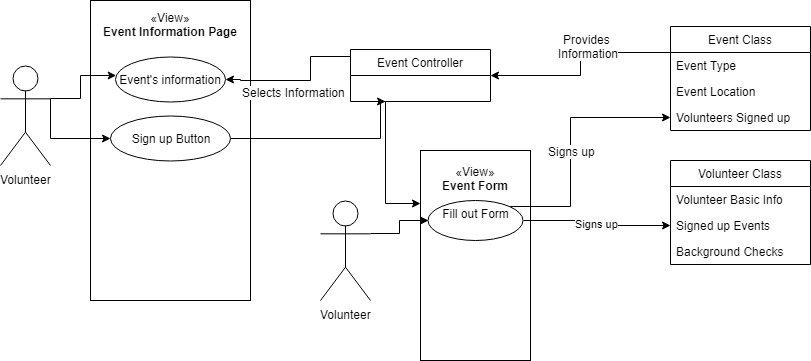 «View»
Event Information Page
Event's information
Sign up Button
Volunteer
Selects Information
Event Controller
Provides
Information
Event Class
Event Type
Event Location
Volunteers Signed up
Signs up
«View»
Event Form
Fill out Form
Volunteer
Signs up
Volunteer Class
Volunteer Basic Info
Signed up Events
Background Checks